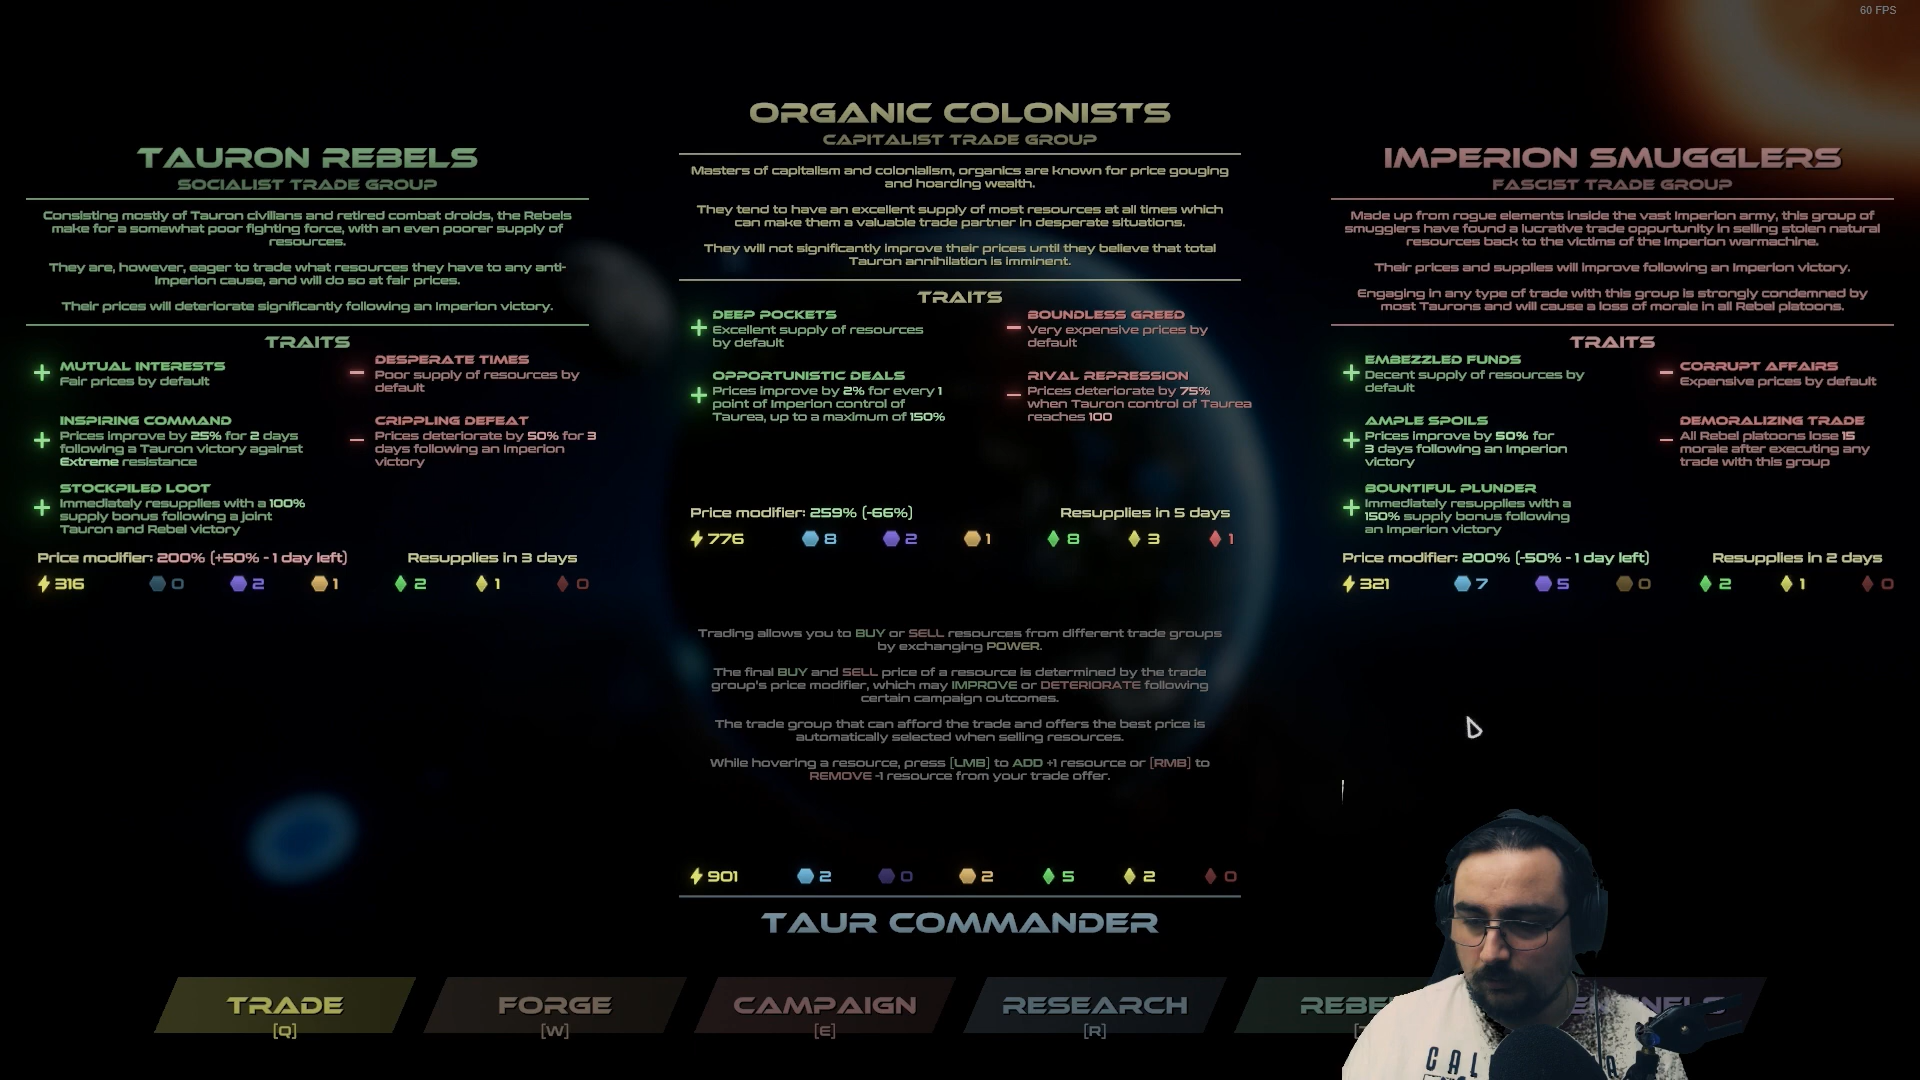 60 FPS
TAURON REBELS
SOCIALIST TRADE GROUP
Consisting mostly of Tauron civilians and retired combat droids, the Rebels
make for a somewhat poor fighting force, with an even poorer supply of
resources.
They are, however, eager to trade what resources they have to any anti-
Imperion cause, and will do so at fair prices.
Their prices will deteriorate significantly following an Imperion victory.
TRAITS
MUTUAL INTERESTS
Fair prices by default
INSPIRING COMMAND
Prices improve by 25% for 2 days
following a Tauron victory against
Extreme resistance
STOCKPILED LOOT
Immediately resupplies with a 100%
supply bonus following a joint
Tauron and Rebel victory
DESPERATE TIMES
Poor supply of resources by
default
CRIPPLING DEFEAT
Prices deteriorate by 50% for 3
days following an Imperion
victory
Price modifier: 200% (+50% - 1 day left)
Resupplies in 3 days
316 0 2 1 2 1 0
ORGANIC COLONISTS
CAPITALIST TRADE GROUP
Masters of capitalism and colonialism, organics are known for price gouging
and hoarding wealth.
They tend to have an excellent supply of most resources at all times which
can make them a valuable trade partner in desperate situations.
They will not significantly improve their prices until they believe that total
Tauron annihilation is imminent.
TRAITS
DEEP POCKETS
Excellent supply of resources
by default
OPPORTUNISTIC DEALS
Prices improve by 2% for every 1
point of Imperion control of
Taurea, up to a maximum of 150%
BOUNDLESS GREED
Very expensive prices by
default
RIVAL REPRESSION
Prices deteriorate by 75%
when Tauron control of Taurea
reaches 100
Price modifier: 259% (-66%)
Resupplies in 5 days
776 8 2 1 8 3 1
IMPERION SMUGGLERS
FASCIST TRADE GROUP
Made up from rogue elements inside the vast Imperion army, this group of
smugglers have found a lucrative trade opportunity in selling stolen natural
resources back to the victims of the Imperion warmachine.
Their prices and supplies will improve following an Imperion victory.
Engaging in any type of trade with this group is strongly condemned by
most Taurons and will cause a loss of morale in all Rebel platoons.
TRAITS
EMBEZZLED FUNDS
Decent supply of resources by
default
AMPLE SPOILS
Prices improve by 50% for
3 days following an Imperion
victory
BOUNTIFUL PLUNDER
Immediately resupplies with a
150% supply bonus following
an Imperion victory
CORRUPT AFFAIRS
Expensive prices by default
DEMORALIZING TRADE
All Rebel platoons lose 15
morale after executing any
trade with this group
Price modifier: 200% (-50% - 1 day left)
Resupplies in 2 days
321 7 5 0 2 1 0
Trading allows you to BUY or SELL resources from different trade groups
by exchanging POWER.
The final BUY and SELL price of a resource is determined by the trade
group's price modifier, which may IMPROVE or DETERIORATE following
certain campaign outcomes.
The trade group that can afford the trade and offers the best price is
automatically selected when selling resources.
While hovering a resource, press [LMB] to ADD +1 resource or [RMB] to
REMOVE -1 resource from your trade offer.
901 2 0 2 5 2 0
TAUR COMMANDER
TRADE
[Q]
FORGE
[W]
CAMPAIGN
[E]
RESEARCH
[R]